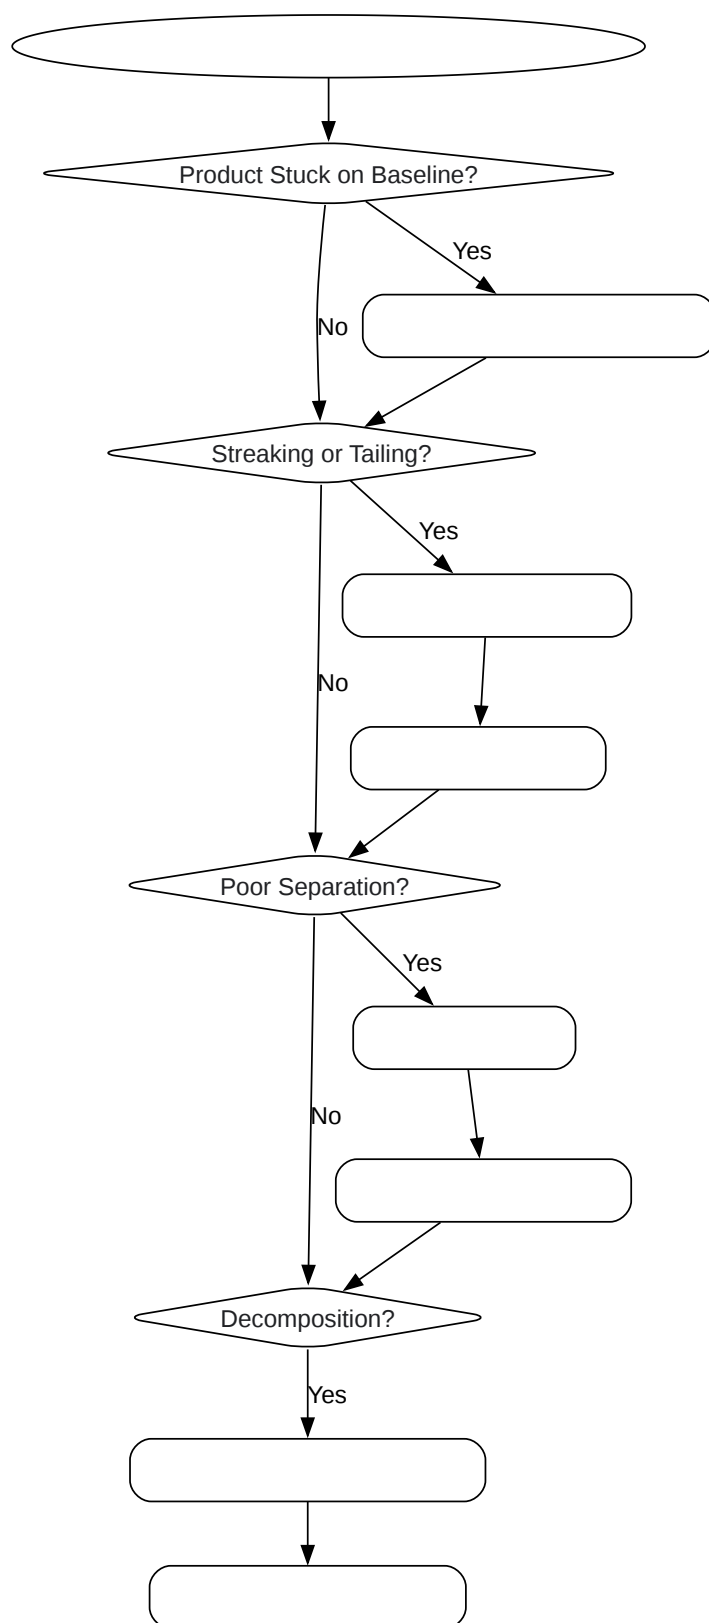 Product Stuck on Baseline?
Yes
No
Streaking or Tailing?
Yes
No
Poor Separation?
Yes
No
Decomposition?
Yes